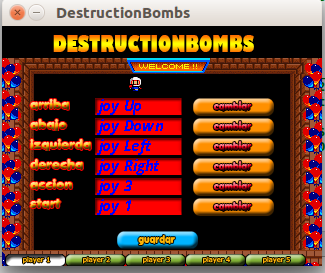 DestructionBombs
DESTRUCTIONBOMBS
WELCOME !!
arriba joy Up cambiar
abajo joy Down cambiar
izquierda joy Left cambiar
derecha joy Right cambiar
accion joy 3 cambiar
start joy 1 cambiar
guardar
player 1 player 2 player 3 player 4 player 5